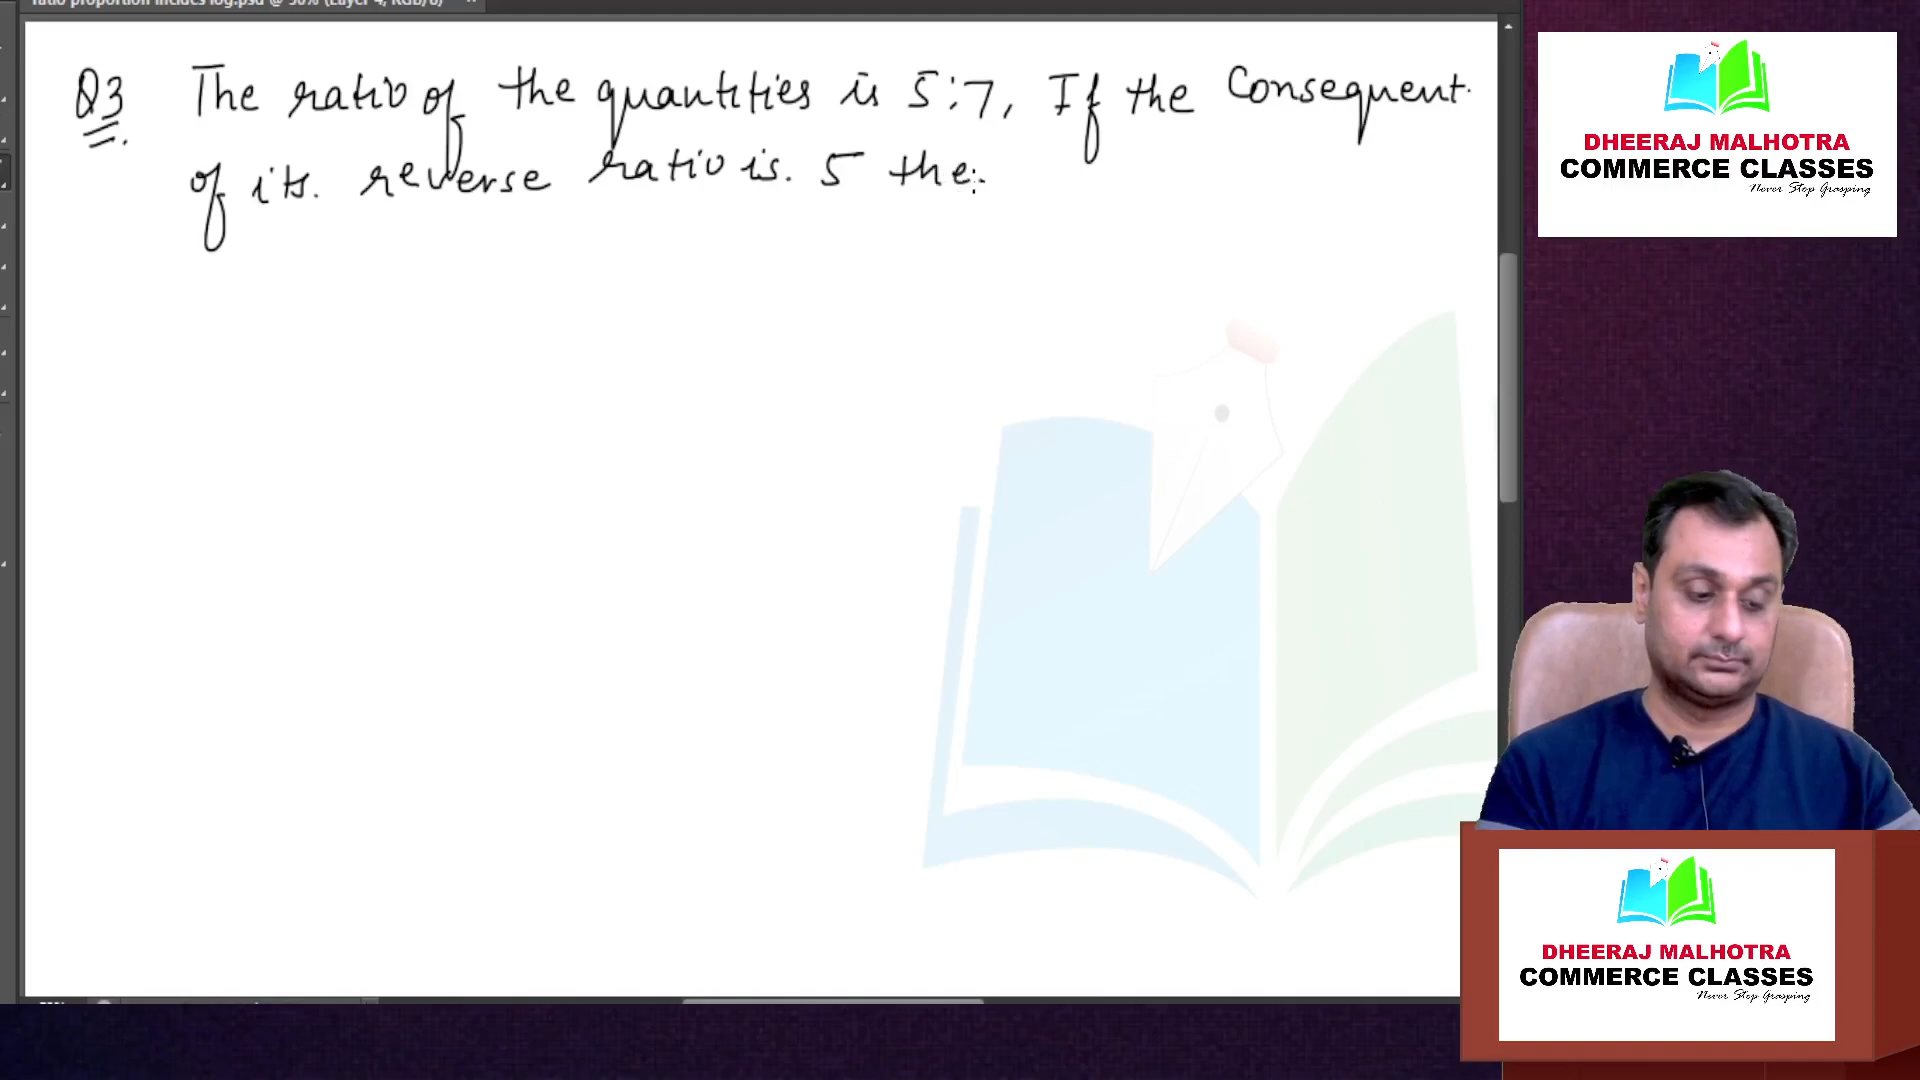 Q3 The ratio of the quantities is 5:7, If the Consequent
of its. reverse ratio is. 5 the
DHEERAJ MALHOTRA
COMMERCE CLASSES
Never Stop Grasping
DHEERAJ MALHOTRA
COMMERCE CLASSES
Never Stop Grasping